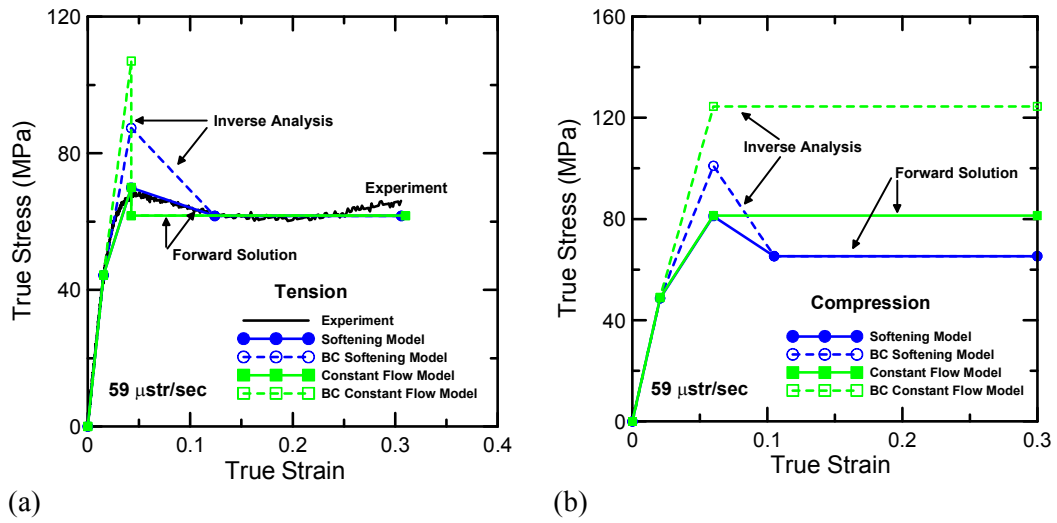 120
80
40
0
True Stress (MPa)
Inverse Analysis
Experiment
Forward Solution
Tension
Experiment
Softening Model
BC Softening Model
Constant Flow Model
BC Constant Flow Model
59 μstr/sec
0 0.1 0.2 0.3 0.4
True Strain
(a)
160
120
80
40
0
True Stress (MPa)
Inverse Analysis
Forward Solution
Compression
Softening Model
BC Softening Model
Constant Flow Model
BC Constant Flow Model
59 μstr/sec
0 0.1 0.2 0.3
True Strain
(b)